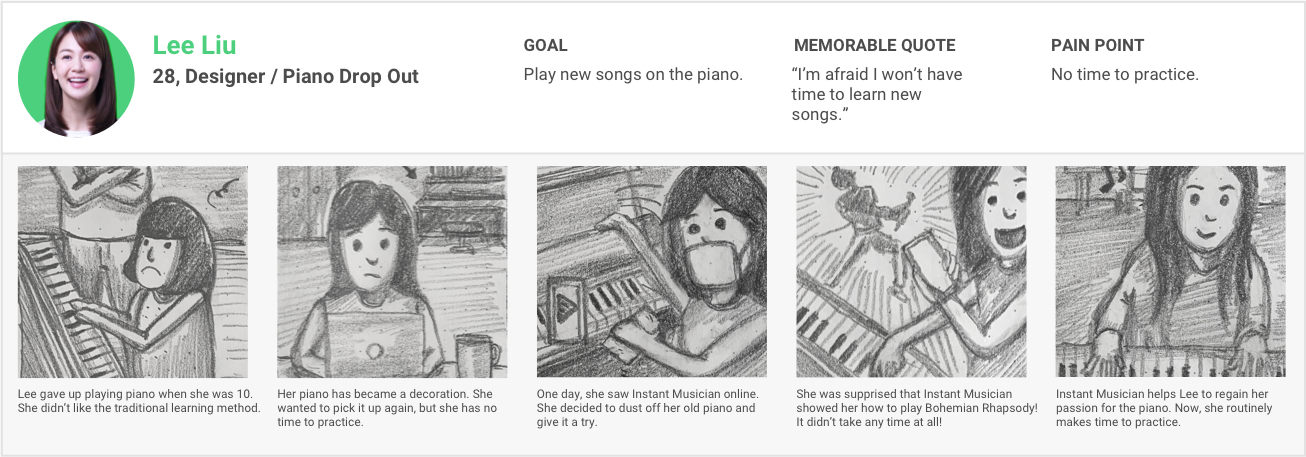 Lee Liu
28, Designer / Piano Drop Out
GOAL
Play new songs on the piano.
MEMORABLE QUOTE
“I’m afraid I won’t have
time to learn new
songs.”
PAIN POINT
No time to practice.
Lee gave up playing piano when she was 10.
She didn’t like the traditional learning method.
Her piano has became a decoration. She
wanted to pick it up again, but she has no
time to practice.
One day, she saw Instant Musician online.
She decided to dust off her old piano and
give it a try.
She was supprised that Instant Musician
showed her how to play Bohemian Rhapsody!
It didn’t take any time at all!
Instant Musician helps Lee to regain her
passion for the piano. Now, she routinely
makes time to practice.